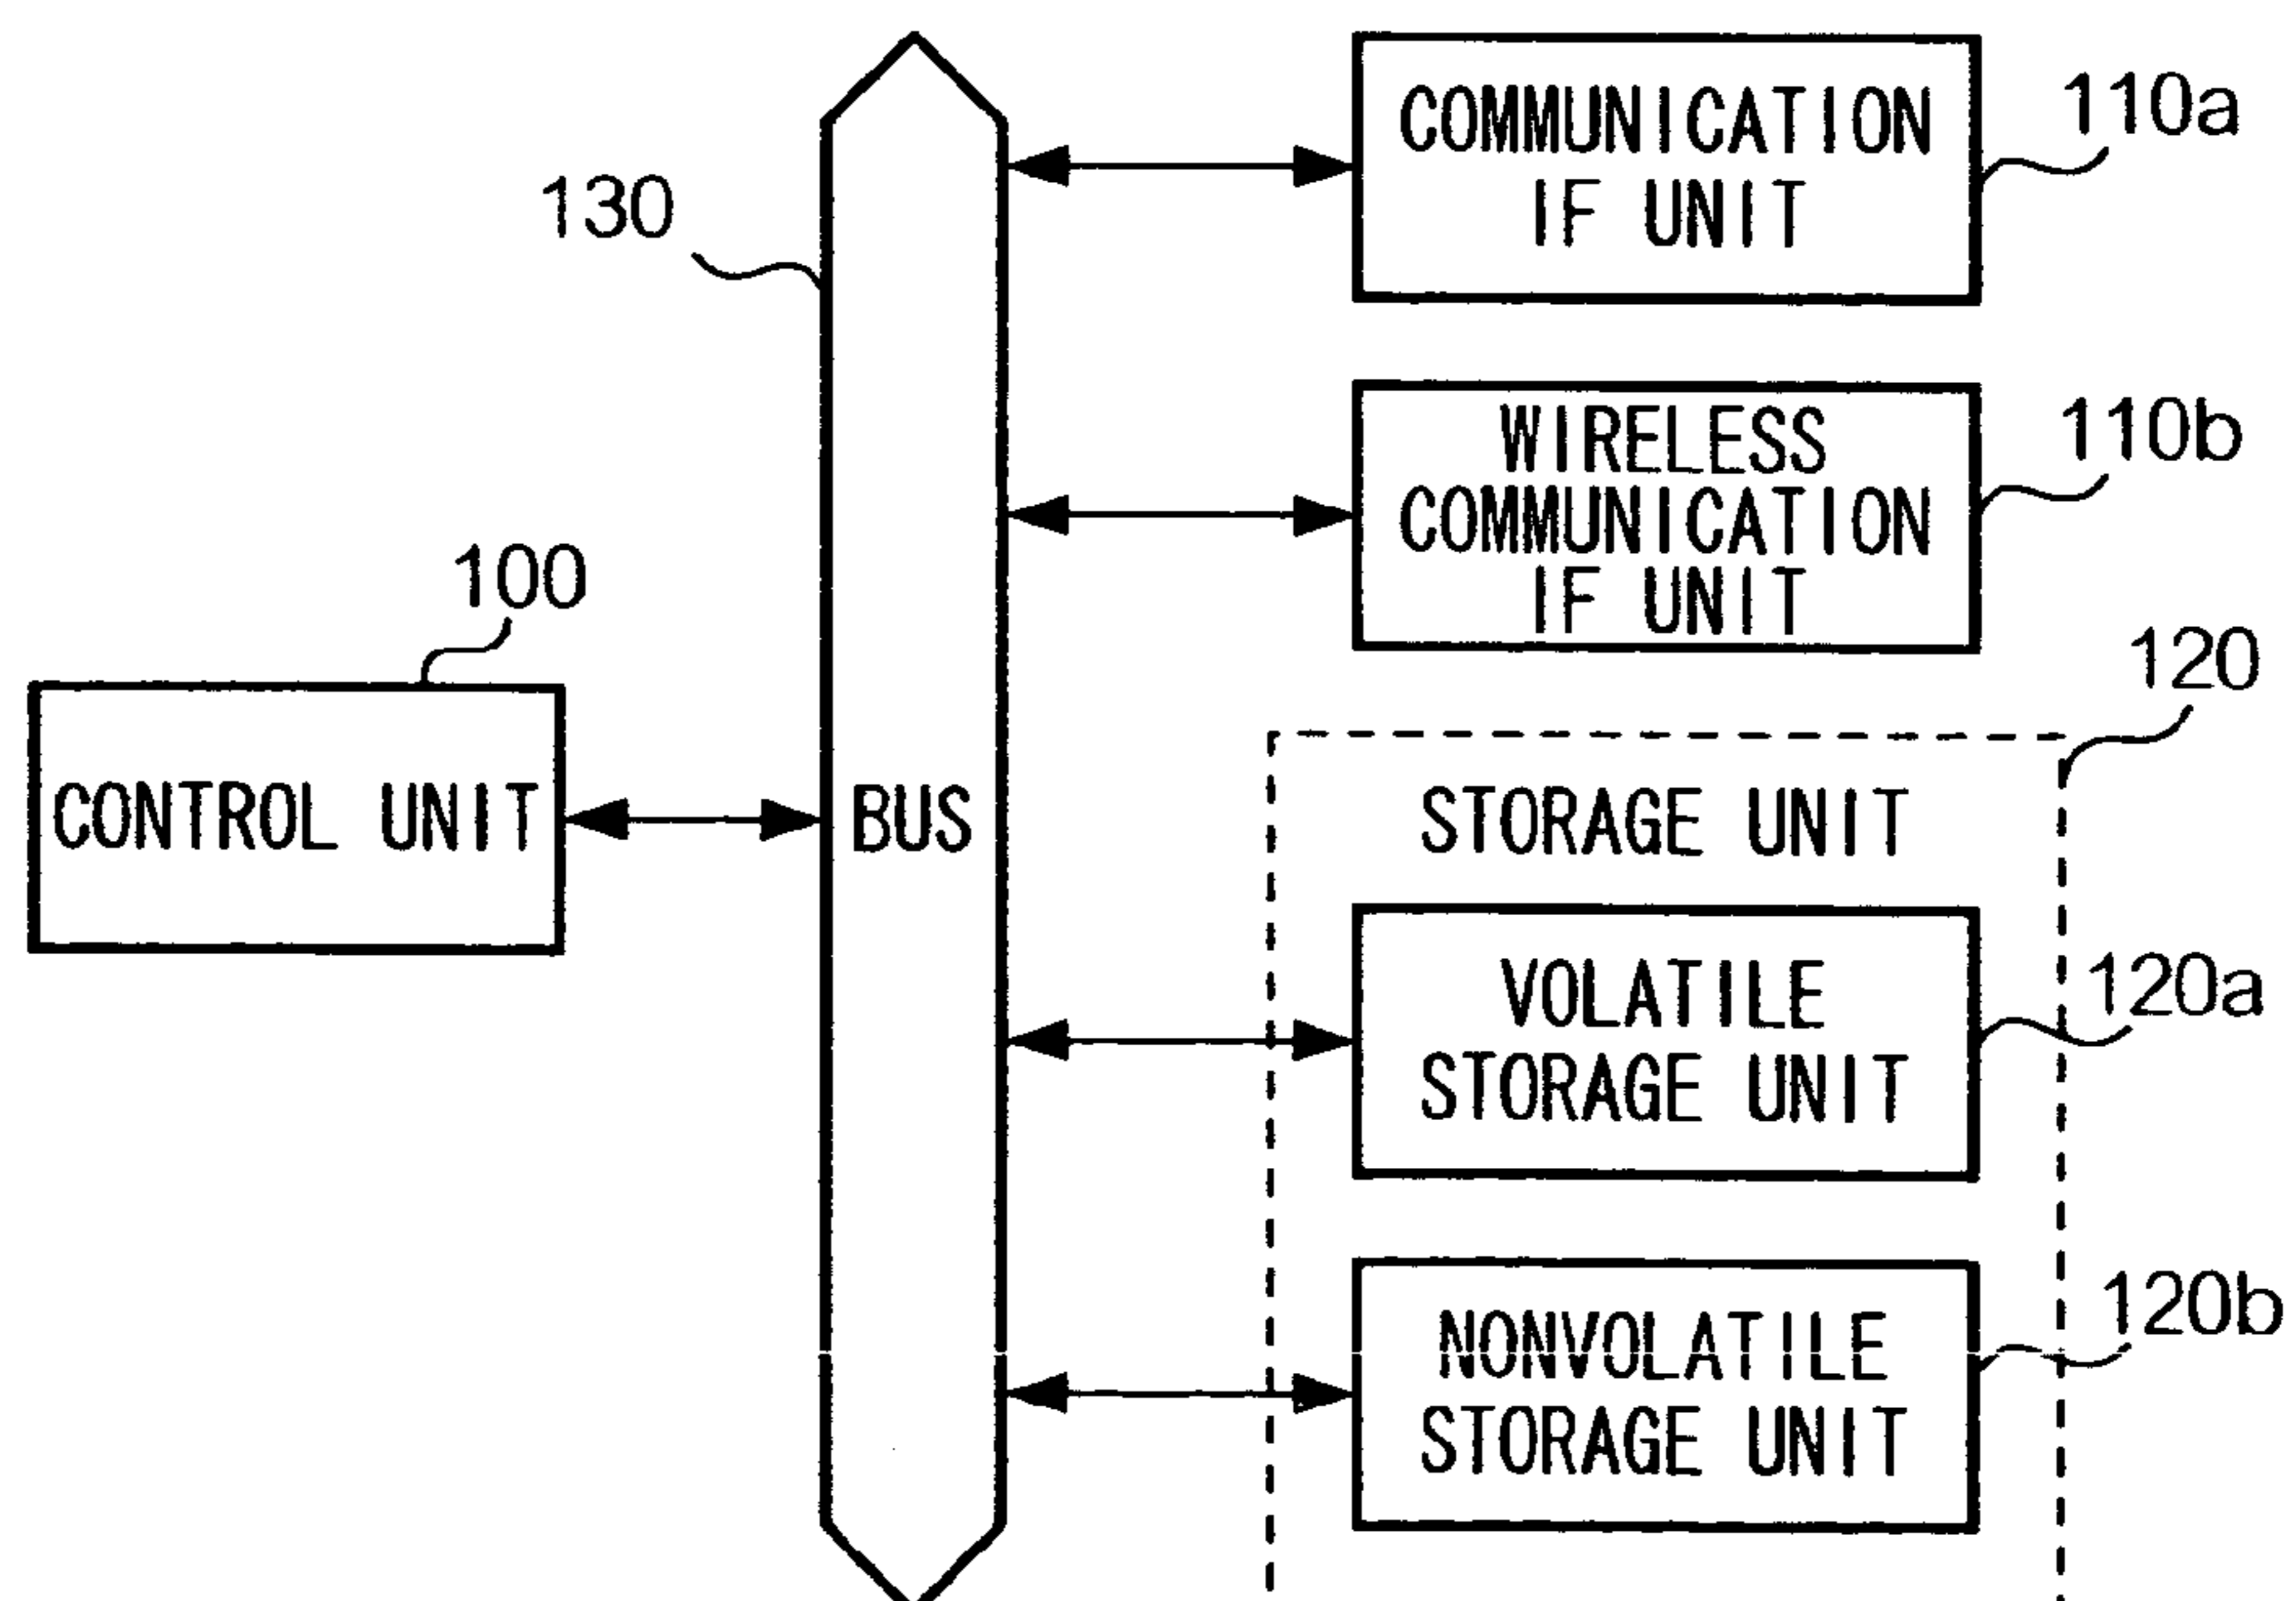 COMMUNICATION
IF UNIT
110a
130
WIRELESS
COMMUNICATION
IF UNIT
110b
100
CONTROL UNIT
BUS
120
STORAGE UNIT
VOLATILE
STORAGE UNIT
120a
NONVOLATILE
STORAGE UNIT
120b